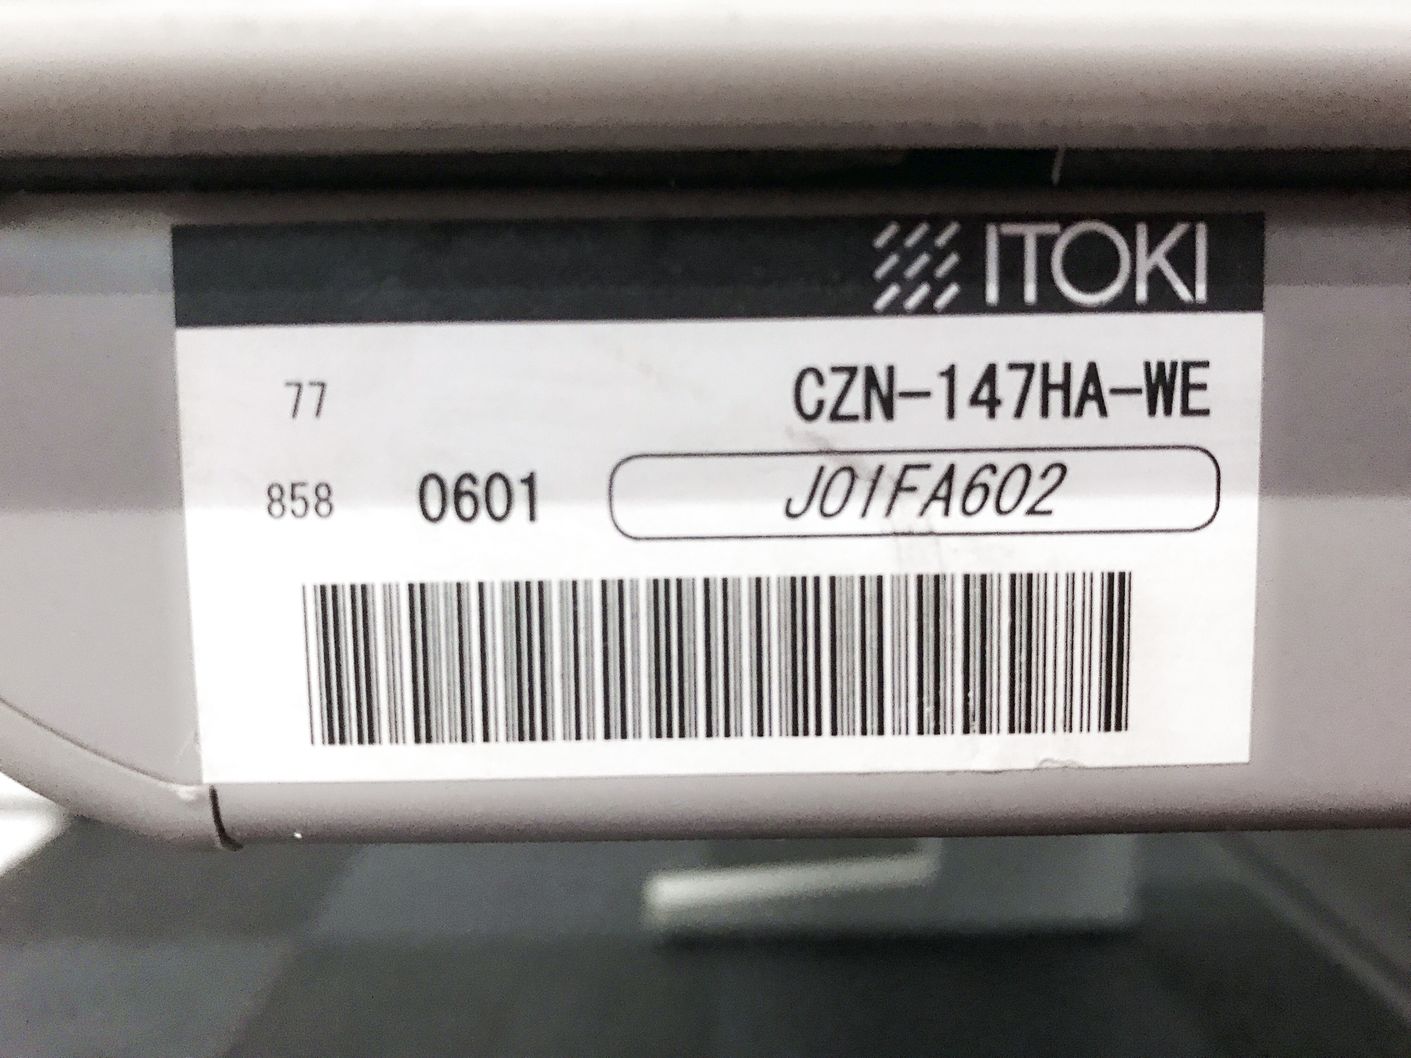 ITOKI
77 CZN-147HA-WE
858 0601 J01FA602